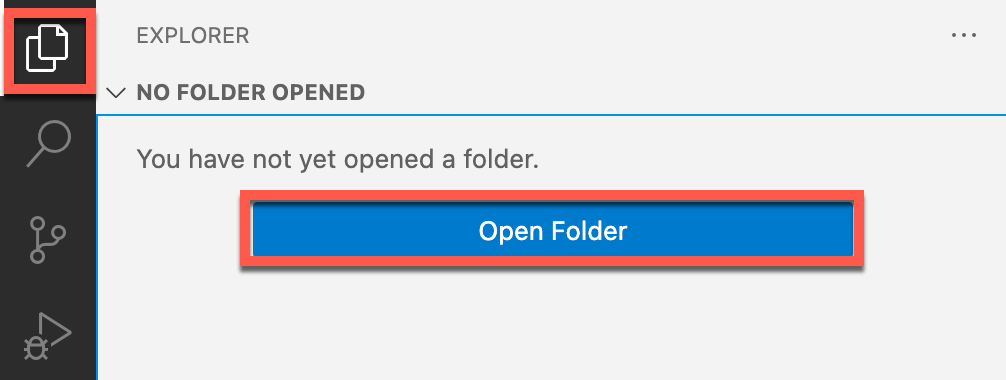 EXPLORER
NO FOLDER OPENED
You have not yet opened a folder.
Open Folder